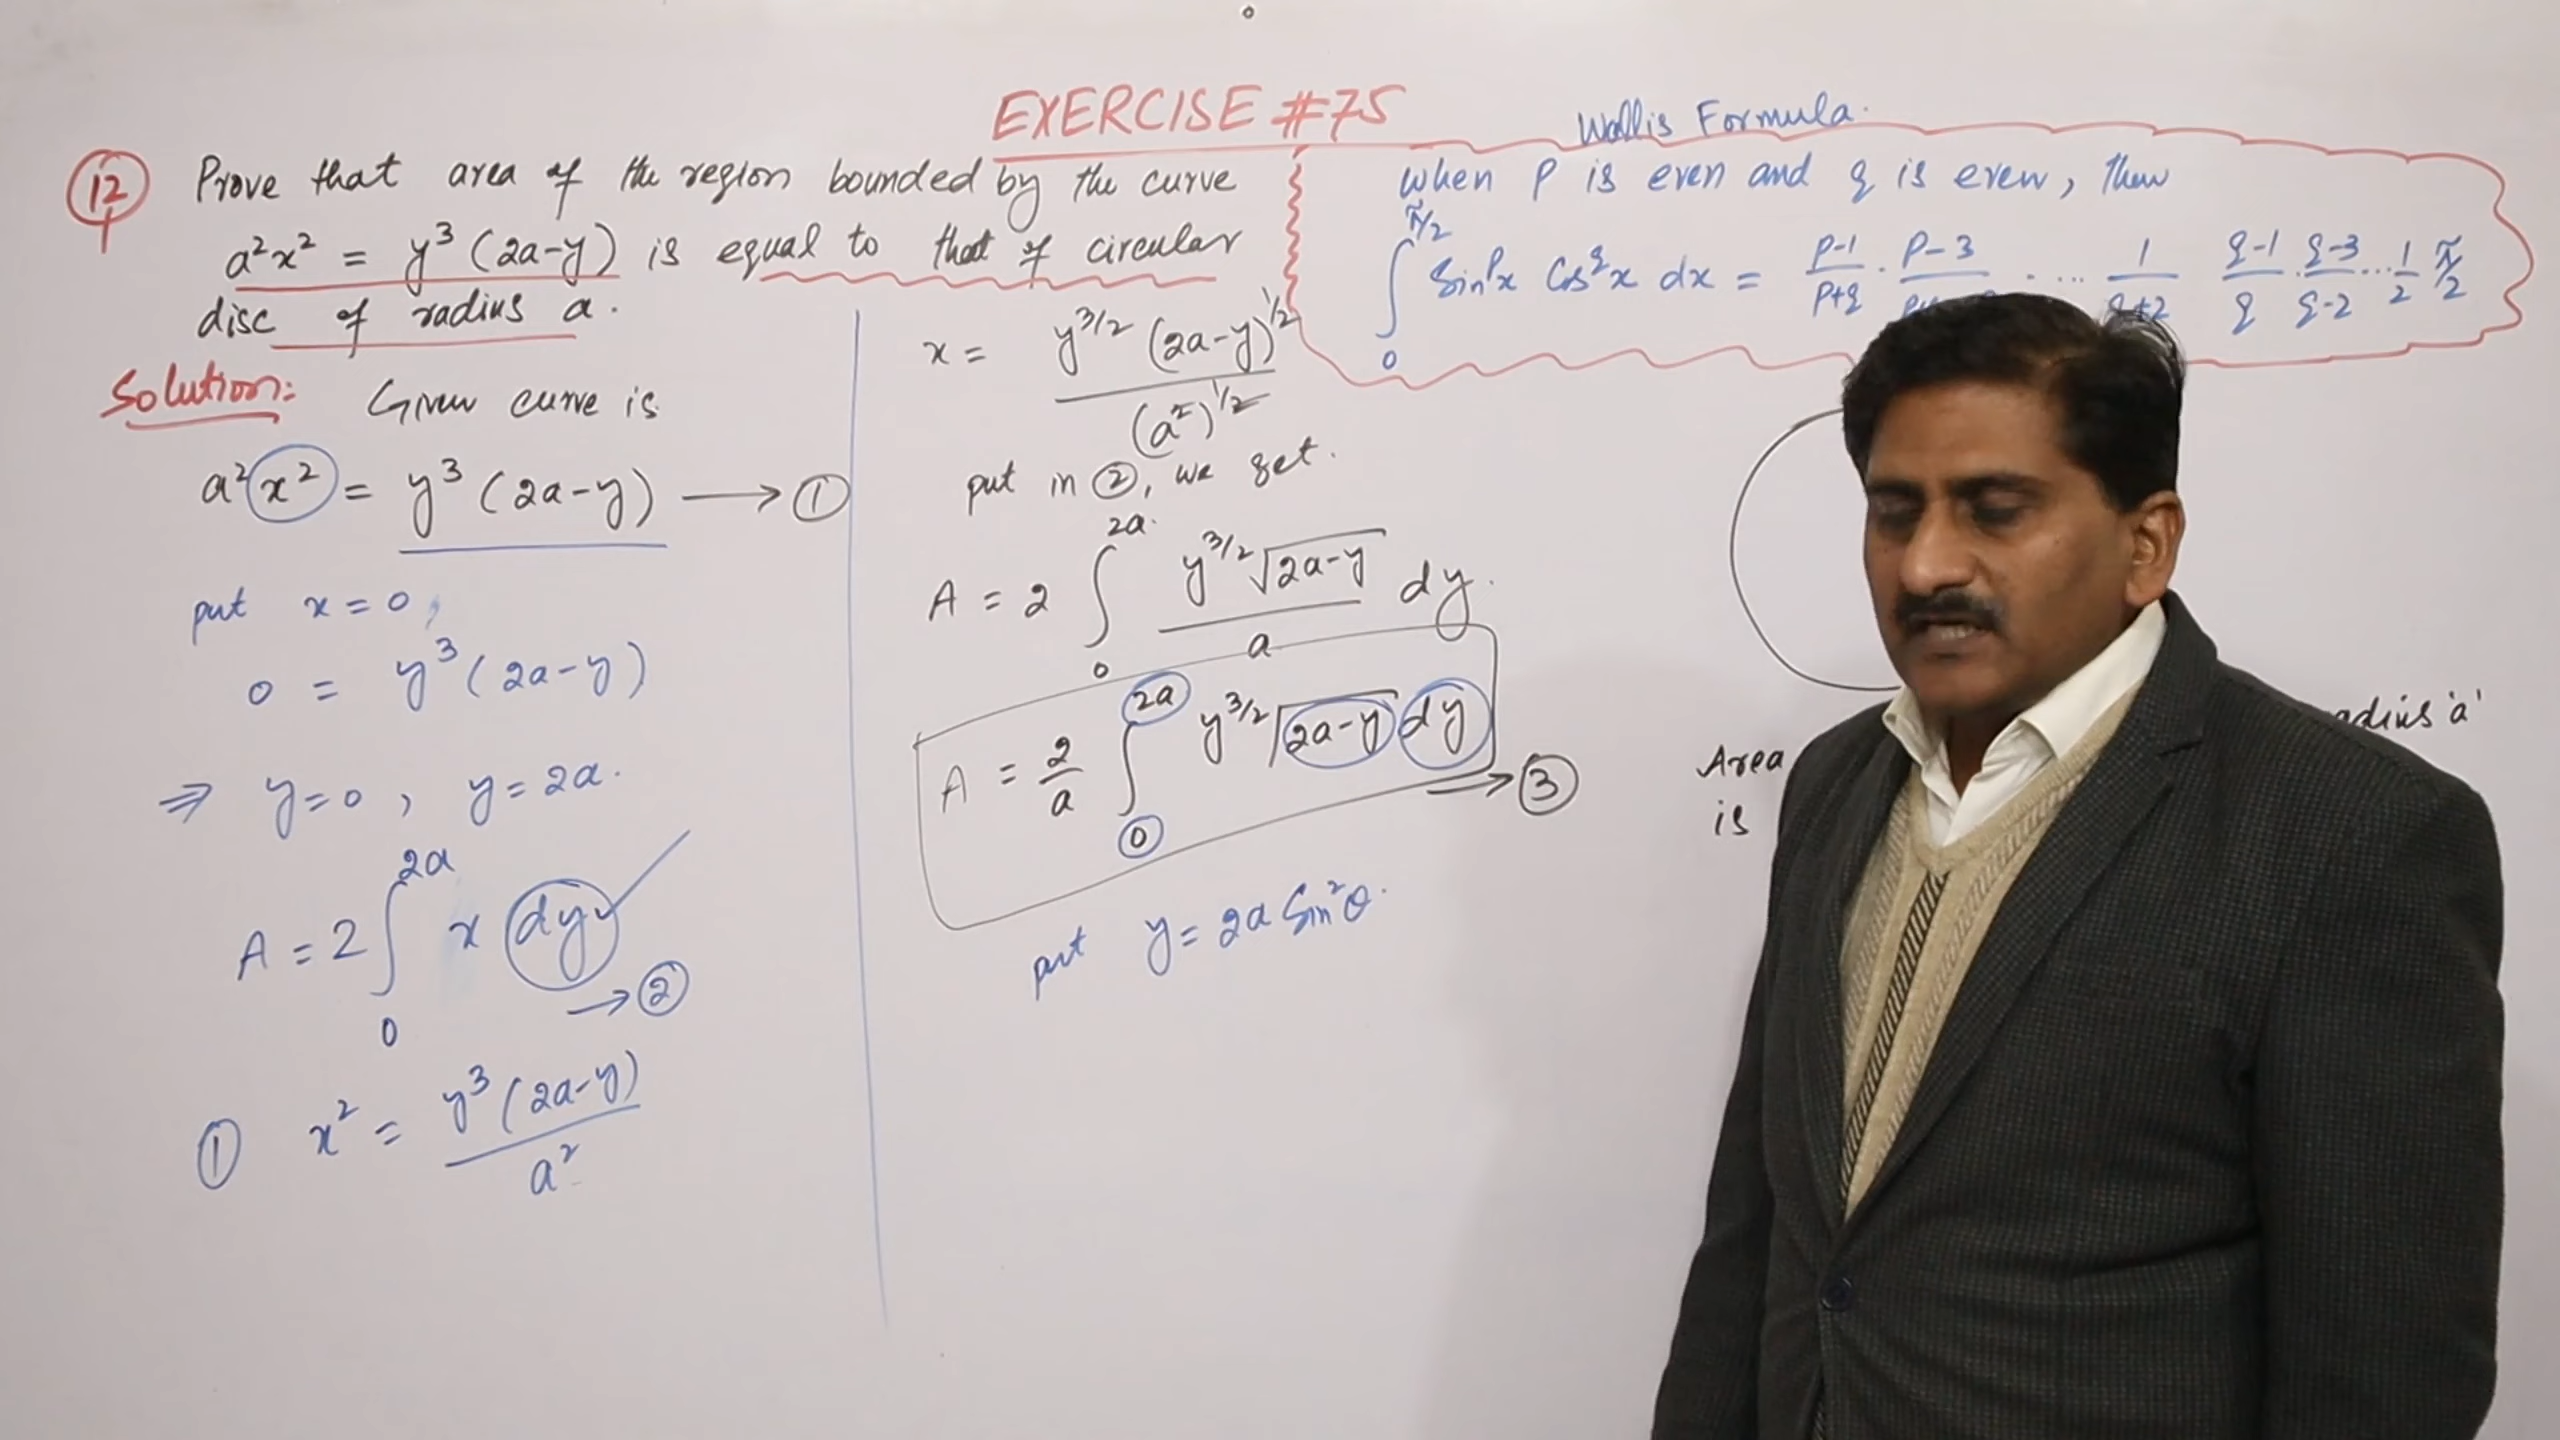 EXERCISE #75
12 Prove that area of the region bounded by the curve
a²x² = y³(2a-y) is equal to that of circular
disc of radius a.
Solution:- Given curve is
a²x² = y³(2a-y) → ①
put x=0,
0 = y³(2a-y)
⇒ y=0, y=2a.
A = 2 ∫₀^{2a} x dy → ②
① x² = y³(2a-y) / a²
x = y^{3/2} (2a-y)^{1/2} / (a²)^{1/2}
put in ②, we get.
A = 2 ∫₀^{2a} y^{3/2} √(2a-y) / a dy.
A = 2/a ∫₀^{2a} y^{3/2} √(2a-y) dy → ③
put y = 2a Sin²θ.
Wallis Formula.
when P is even and q is even, then
∫₀^{π/2} Sin^p x Cos^q x dx = P-1/P+q · P-3 · ... 1/q+2 q-1/q · q-3/q-2 ... 1/2 π/2
radius 'a'
Area
is